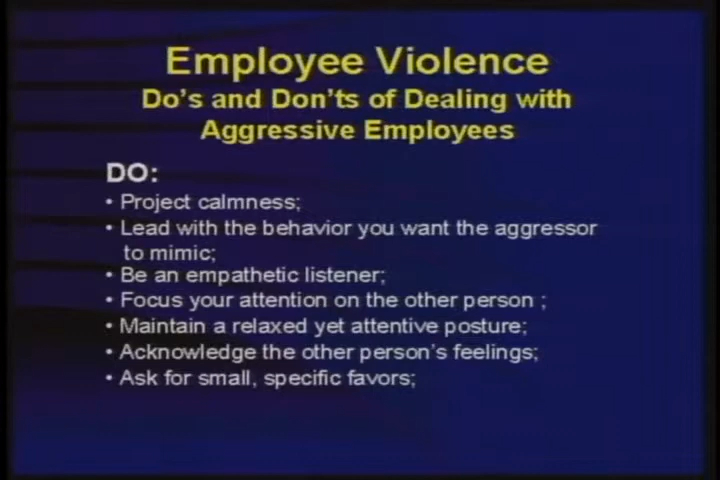 Employee Violence
Do's and Don'ts of Dealing with
Aggressive Employees
DO:
• Project calmness;
• Lead with the behavior you want the aggressor
to mimic;
• Be an empathetic listener;
• Focus your attention on the other person ;
• Maintain a relaxed yet attentive posture;
• Acknowledge the other person's feelings;
• Ask for small, specific favors;